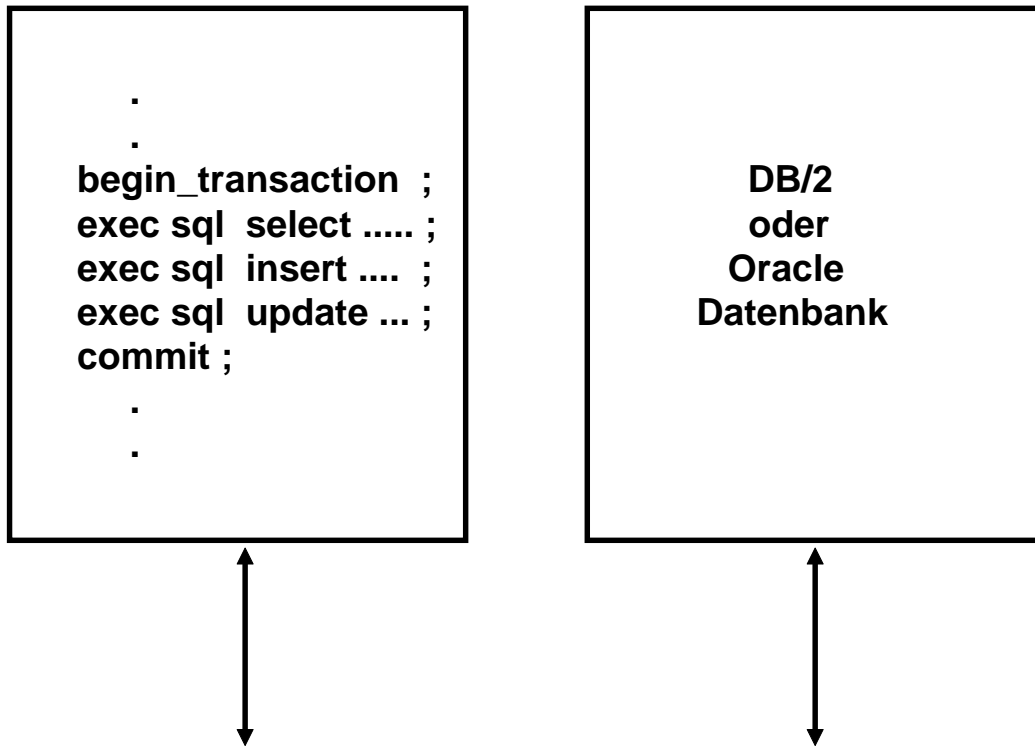 .
.
begin_transaction ;
exec sql select ..... ;
exec sql insert .... ;
exec sql update ... ;
commit ;
.
.
DB/2
oder
Oracle
Datenbank